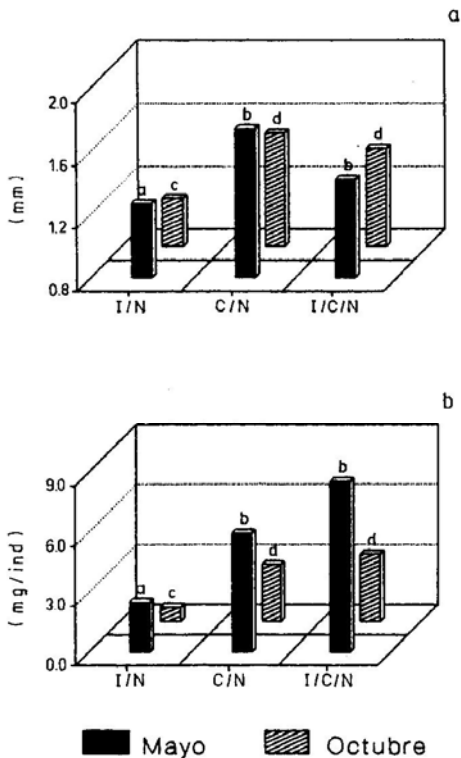 a
2.0
1.6
1.2
0.8
(mm)
a c b d b d
I/N C/N I/C/N
b
9.0
6.0
3.0
0.0
(mg/ind)
a c b d b d
I/N C/N I/C/N
Mayo Octubre